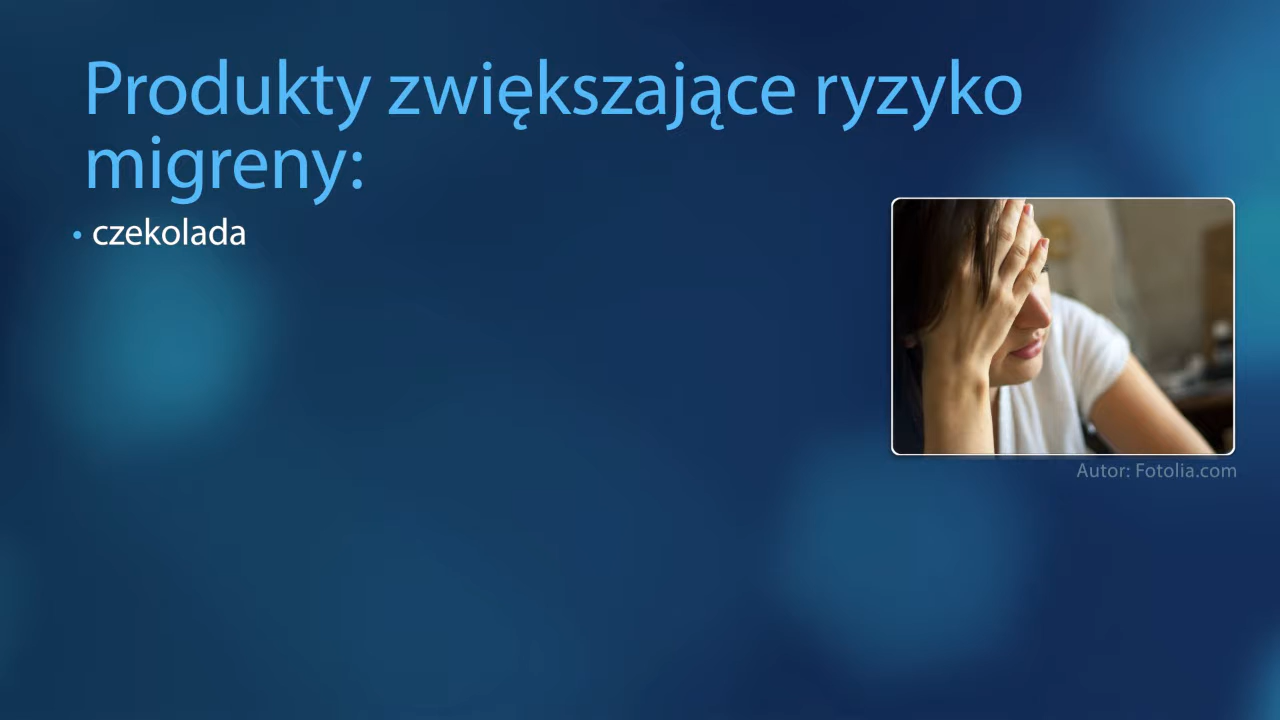 Produkty zwiększające ryzyko
migreny:
• czekolada
Autor: Fotolia.com